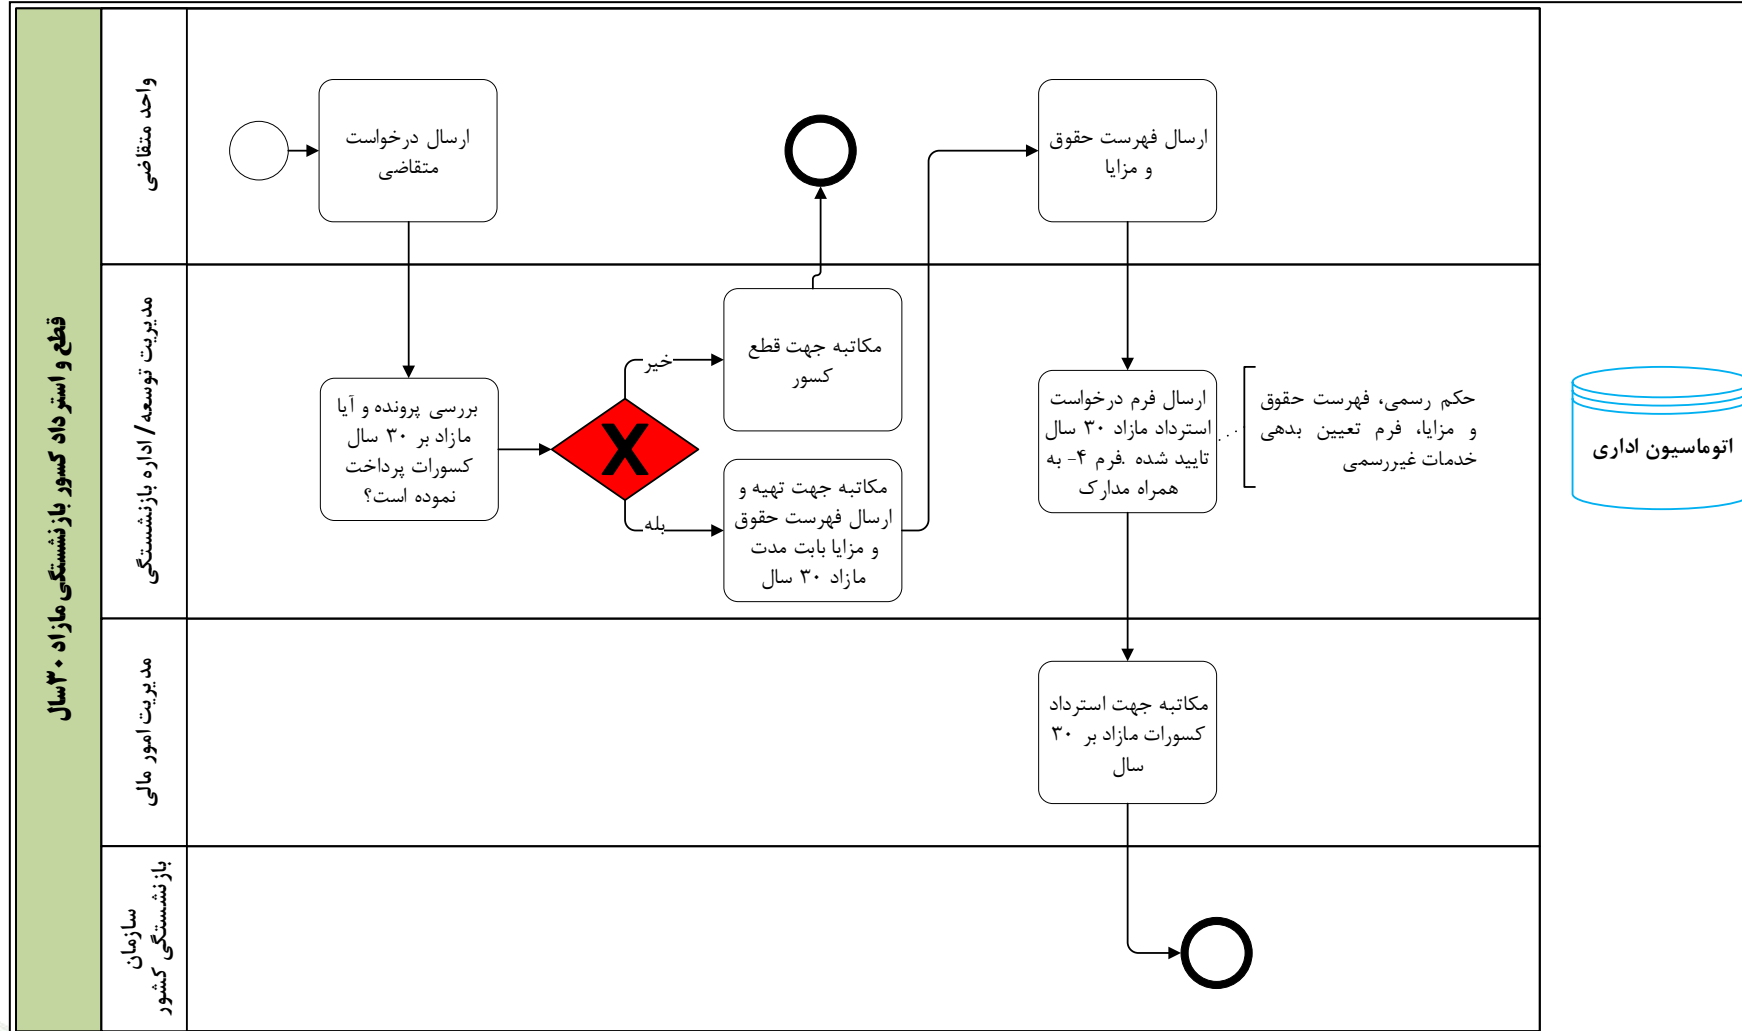 قطع و استرداد کسور بازنشستگی مازاد ۳۰سال
واحد متقاضی
ارسال درخواست
متقاضی
ارسال فهرست حقوق
و مزایا
مدیریت توسعه/ اداره بازنشستگی
بررسی پرونده و آیا
مازاد بر ۳۰ سال
کسورات پرداخت
نموده است؟
X
خیر
بله
مکاتبه جهت قطع
کسور
مکاتبه جهت تهیه و
ارسال فهرست حقوق
و مزایا بابت مدت
مازاد ۳۰ سال
ارسال فرم درخواست
استرداد مازاد ۳۰ سال
تایید شده .فرم ۴- به
همراه مدارک
حکم رسمی، فهرست حقوق
و مزایا، فرم تعیین بدهی
خدمات غیررسمی
اتوماسیون اداری
مدیریت امور مالی
مکاتبه جهت استرداد
کسورات مازاد بر ۳۰
سال
سازمان
بازنشستگی کشور